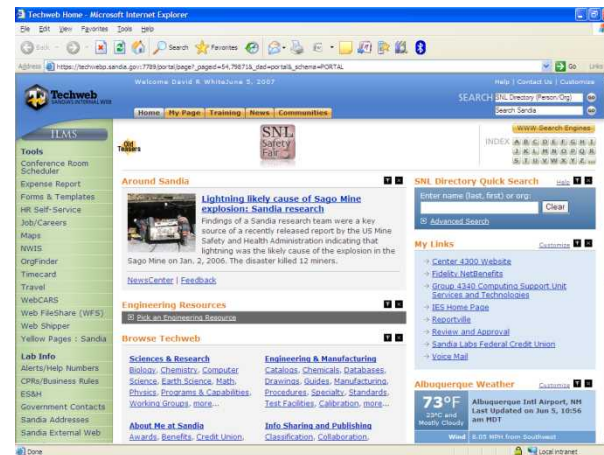 Techweb Home - Microsoft Internet Explorer
File Edit View Favorites Tools Help
Back Search Favorites
Address https://techwebp.sandia.gov:7789/portal/page?_pageid=54,79871&_dad=portal&_schema=PORTAL Go Links
Welcome David R White June 5, 2007 Help | Contact Us | Customize
Techweb
SANDIA'S INTERNAL WEB
SEARCH SNL Directory (Person/Org)
Search Sandia
Home My Page Training News Communities
ILMS
Tools
Conference Room
Scheduler
Expense Report
Forms & Templates
HR Self-Service
Job/Careers
Maps
NWIS
OrgFinder
Timecard
Travel
WebCARS
Web FileShare (WFS)
Web Shipper
Yellow Pages : Sandia
Lab Info
Alerts/Help Numbers
CPRs/Business Rules
ES&H
Government Contacts
Sandia Addresses
Sandia External Web
Old
Teasers
SNL
Safety
Fair
WWW Search Engines
INDEX A B C D E F G H I
J K L M N O P Q R
S T U V W X Y Z
Around Sandia
Lightning likely cause of Sago Mine
explosion: Sandia research
Findings of a Sandia research team were a key
source of a recently released report by the US Mine
Safety and Health Administration indicating that
lightning was the likely cause of the explosion in the
Sago Mine on Jan. 2, 2006. The disaster killed 12 miners.
NewsCenter | Feedback
Engineering Resources
Pick an Engineering Resource
Browse Techweb
Sciences & Research
Biology, Chemistry, Computer
Science, Earth Science, Math,
Physics, Programs & Capabilities,
Working Groups, more...
About Me at Sandia
Awards, Benefits, Credit Union,
Engineering & Manufacturing
Catalogs, Chemicals, Databases,
Drawings, Guides, Manufacturing,
Procedures, Specialty, Standards,
Test Facilities, Calibration, more...
Info Sharing and Publishing
Classification, Collaboration,
SNL Directory Quick Search Help
Enter name (last, first) or org:
Clear
Advanced Search
My Links Customize
Center 4300 Website
Fidelity NetBenefits
Group 4340 Computing Support Unit
Services and Technologies
IES Home Page
Reportville
Review and Approval
Sandia Labs Federal Credit Union
Voice Mail
Albuquerque Weather Customize
73°F
23°C and
Mostly Cloudy
Albuquerque Intl Airport, NM
Last Updated on Jun 5, 10:56
am MDT
Wind 8.05 MPH from Southwest
Done Local intranet